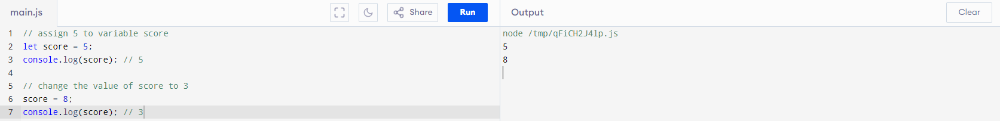 main.js Share Run Output Clear
1 // assign 5 to variable score
2 let score = 5;
3 console.log(score); // 5
4
5 // change the value of score to 3
6 score = 8;
7 console.log(score); // 3
node /tmp/qFiCH2J4lp.js
5
8